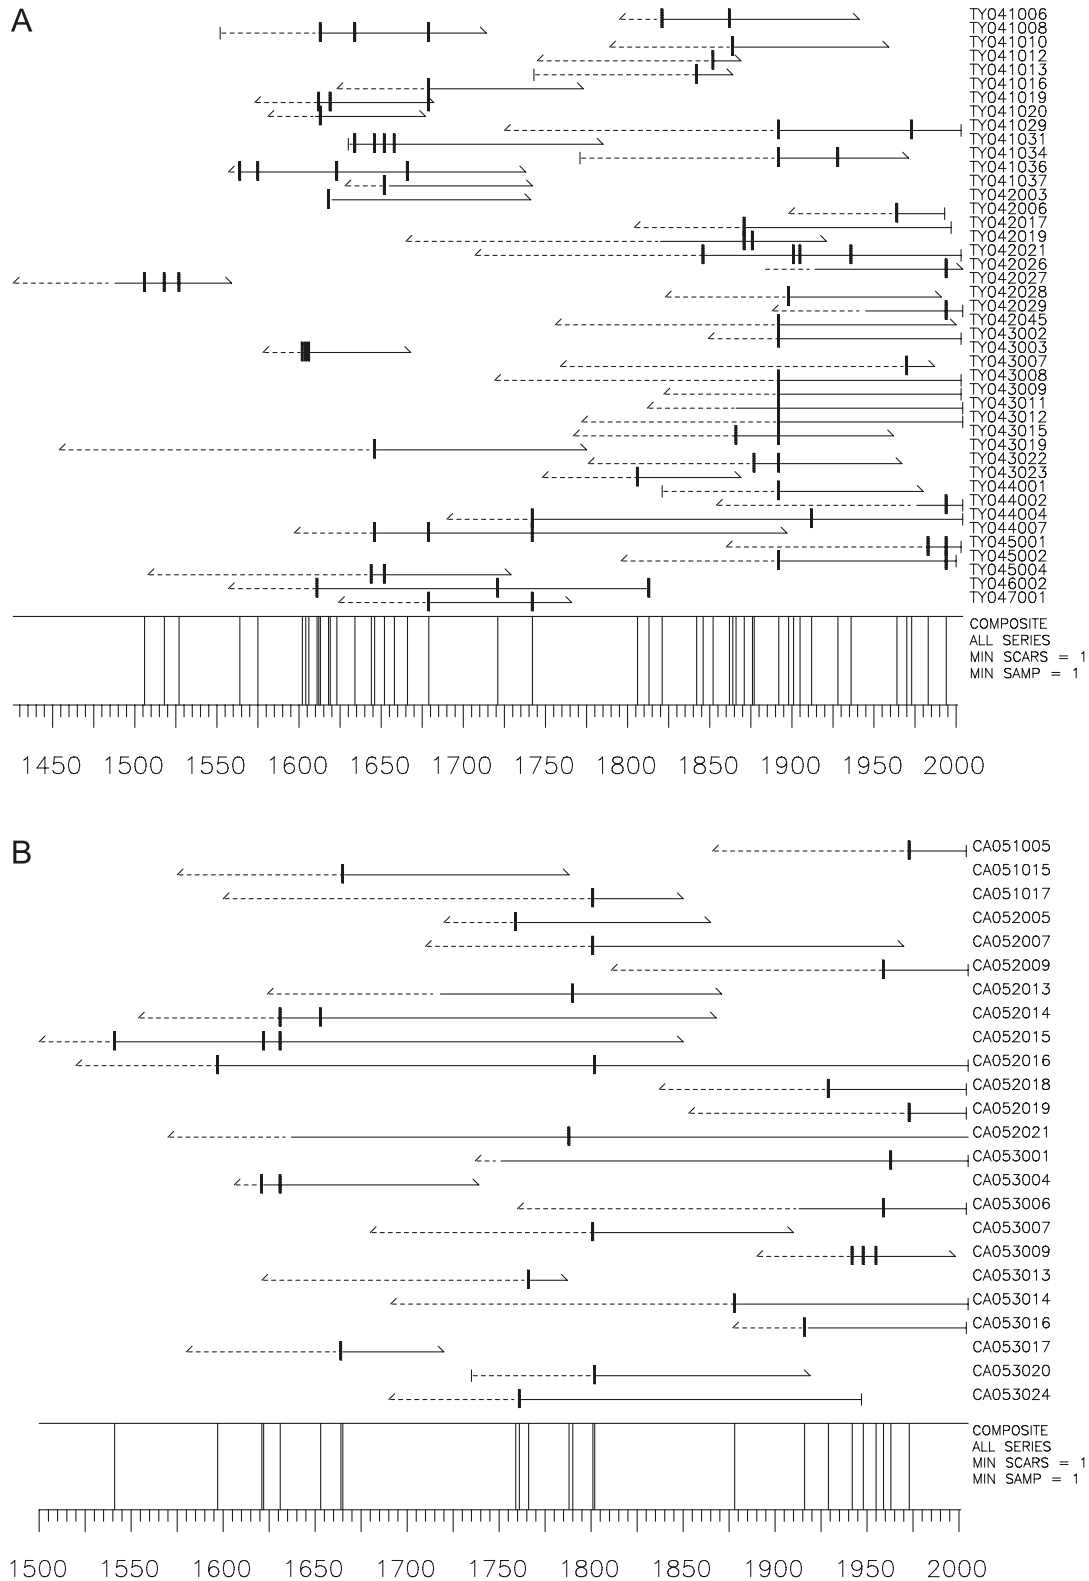 A
TY041006
TY041008
TY041010
TY041012
TY041013
TY041016
TY041019
TY041020
TY041029
TY041031
TY041034
TY041036
TY041037
TY042003
TY042006
TY042017
TY042019
TY042021
TY042026
TY042027
TY042028
TY042029
TY042045
TY043002
TY043003
TY043007
TY043008
TY043009
TY043011
TY043012
TY043015
TY043019
TY043022
TY043023
TY044001
TY044002
TY044004
TY044007
TY045001
TY045002
TY045004
TY046002
TY047001
COMPOSITE
ALL SERIES
MIN SCARS = 1
MIN SAMP = 1
1450 1500 1550 1600 1650 1700 1750 1800 1850 1900 1950 2000
B
CA051005
CA051015
CA051017
CA052005
CA052007
CA052009
CA052013
CA052014
CA052015
CA052016
CA052018
CA052019
CA052021
CA053001
CA053004
CA053006
CA053007
CA053009
CA053013
CA053014
CA053016
CA053017
CA053020
CA053024
COMPOSITE
ALL SERIES
MIN SCARS = 1
MIN SAMP = 1
1500 1550 1600 1650 1700 1750 1800 1850 1900 1950 2000